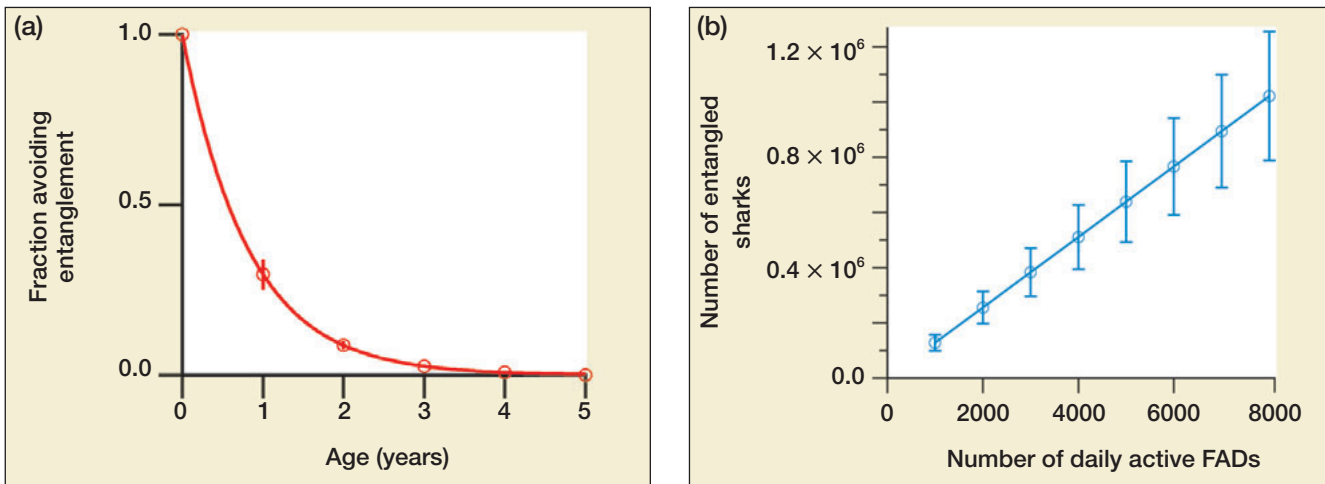 (a)
1.0
0.5
0.0
Fraction avoiding
entanglement
0
1
2
3
4
5
Age (years)
(b)
1.2 × 10⁶
0.8 × 10⁶
0.4 × 10⁶
0.0
Number of entangled
sharks
0
2000
4000
6000
8000
Number of daily active FADs